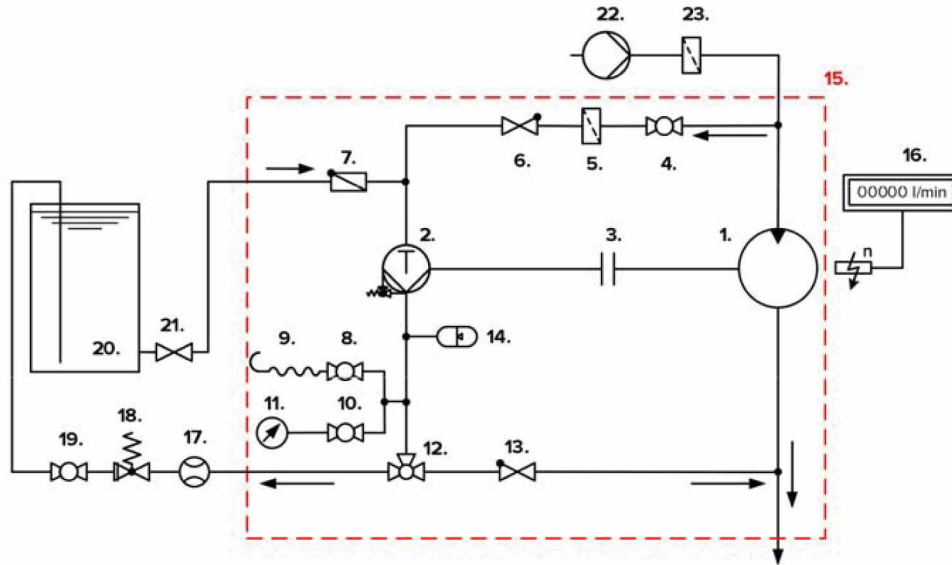 22. 23.
15.
7. 6. 5. 4. 16.
00000 l/min
2. 3. 1. n
T
21. 20. 9. 8. 14.
11. 10.
19. 18. 17. 12. 13.